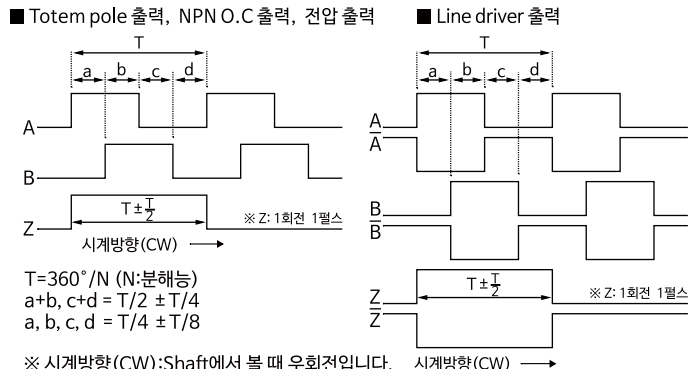 ■ Totem pole 출력, NPN O.C 출력, 전압 출력
T
a b c d
A
B
Z
T±T/2
※ Z: 1회전 1펄스
시계방향(CW)
T=360°/N (N:분해능)
a+b, c+d = T/2 ±T/4
a, b, c, d = T/4 ±T/8
※ 시계방향(CW):Shaft에서 볼 때 우회전입니다.
■ Line driver 출력
T
a b c d
A
A̅
B
B̅
Z
Z̅
T±T/2
※ Z: 1회전 1펄스
시계방향(CW)